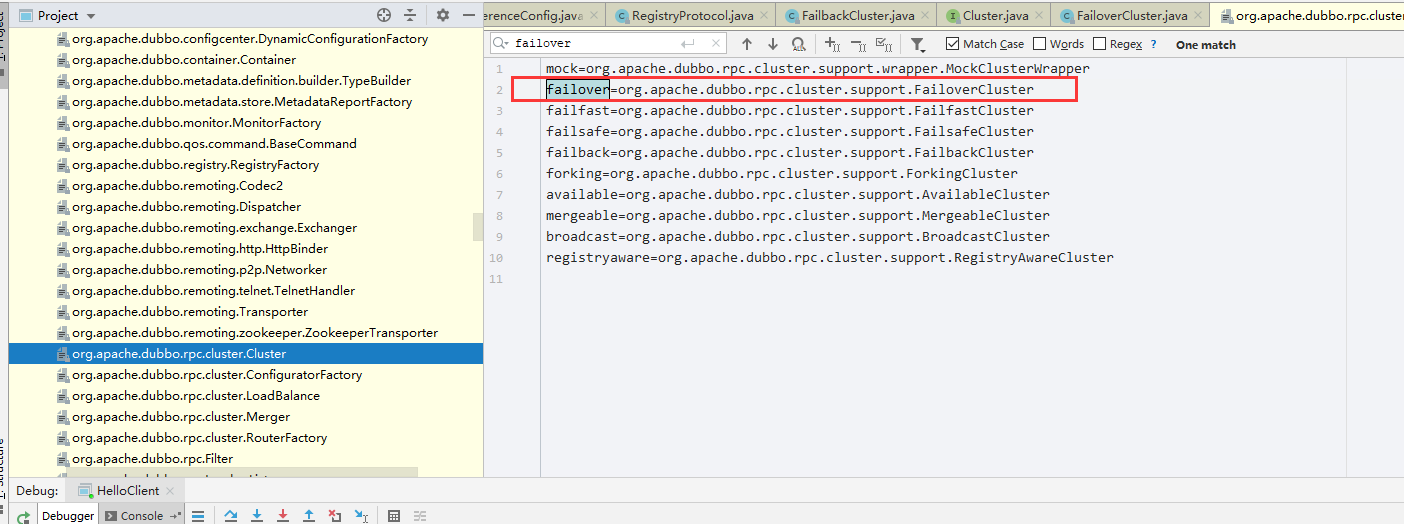 Project
erenceConfig.java RegistryProtocol.java FailbackCluster.java Cluster.java FailoverCluster.java org.apache.dubbo.rpc.cluster
failover Match Case Words Regex ? One match
org.apache.dubbo.configcenter.DynamicConfigurationFactory
org.apache.dubbo.container.Container
org.apache.dubbo.metadata.definition.builder.TypeBuilder
org.apache.dubbo.metadata.store.MetadataReportFactory
org.apache.dubbo.monitor.MonitorFactory
org.apache.dubbo.qos.command.BaseCommand
org.apache.dubbo.registry.RegistryFactory
org.apache.dubbo.remoting.Codec2
org.apache.dubbo.remoting.Dispatcher
org.apache.dubbo.remoting.exchange.Exchanger
org.apache.dubbo.remoting.http.HttpBinder
org.apache.dubbo.remoting.p2p.Networker
org.apache.dubbo.remoting.telnet.TelnetHandler
org.apache.dubbo.remoting.Transporter
org.apache.dubbo.remoting.zookeeper.ZookeeperTransporter
org.apache.dubbo.rpc.cluster.Cluster
org.apache.dubbo.rpc.cluster.ConfiguratorFactory
org.apache.dubbo.rpc.cluster.LoadBalance
org.apache.dubbo.rpc.cluster.Merger
org.apache.dubbo.rpc.cluster.RouterFactory
org.apache.dubbo.rpc.Filter
1 mock=org.apache.dubbo.rpc.cluster.support.wrapper.MockClusterWrapper
2 failover=org.apache.dubbo.rpc.cluster.support.FailoverCluster
3 failfast=org.apache.dubbo.rpc.cluster.support.FailfastCluster
4 failsafe=org.apache.dubbo.rpc.cluster.support.FailsafeCluster
5 failback=org.apache.dubbo.rpc.cluster.support.FailbackCluster
6 forking=org.apache.dubbo.rpc.cluster.support.ForkingCluster
7 available=org.apache.dubbo.rpc.cluster.support.AvailableCluster
8 mergeable=org.apache.dubbo.rpc.cluster.support.MergeableCluster
9 broadcast=org.apache.dubbo.rpc.cluster.support.BroadcastCluster
10 registryaware=org.apache.dubbo.rpc.cluster.support.RegistryAwareCluster
11
Debug: HelloClient
Debugger Console